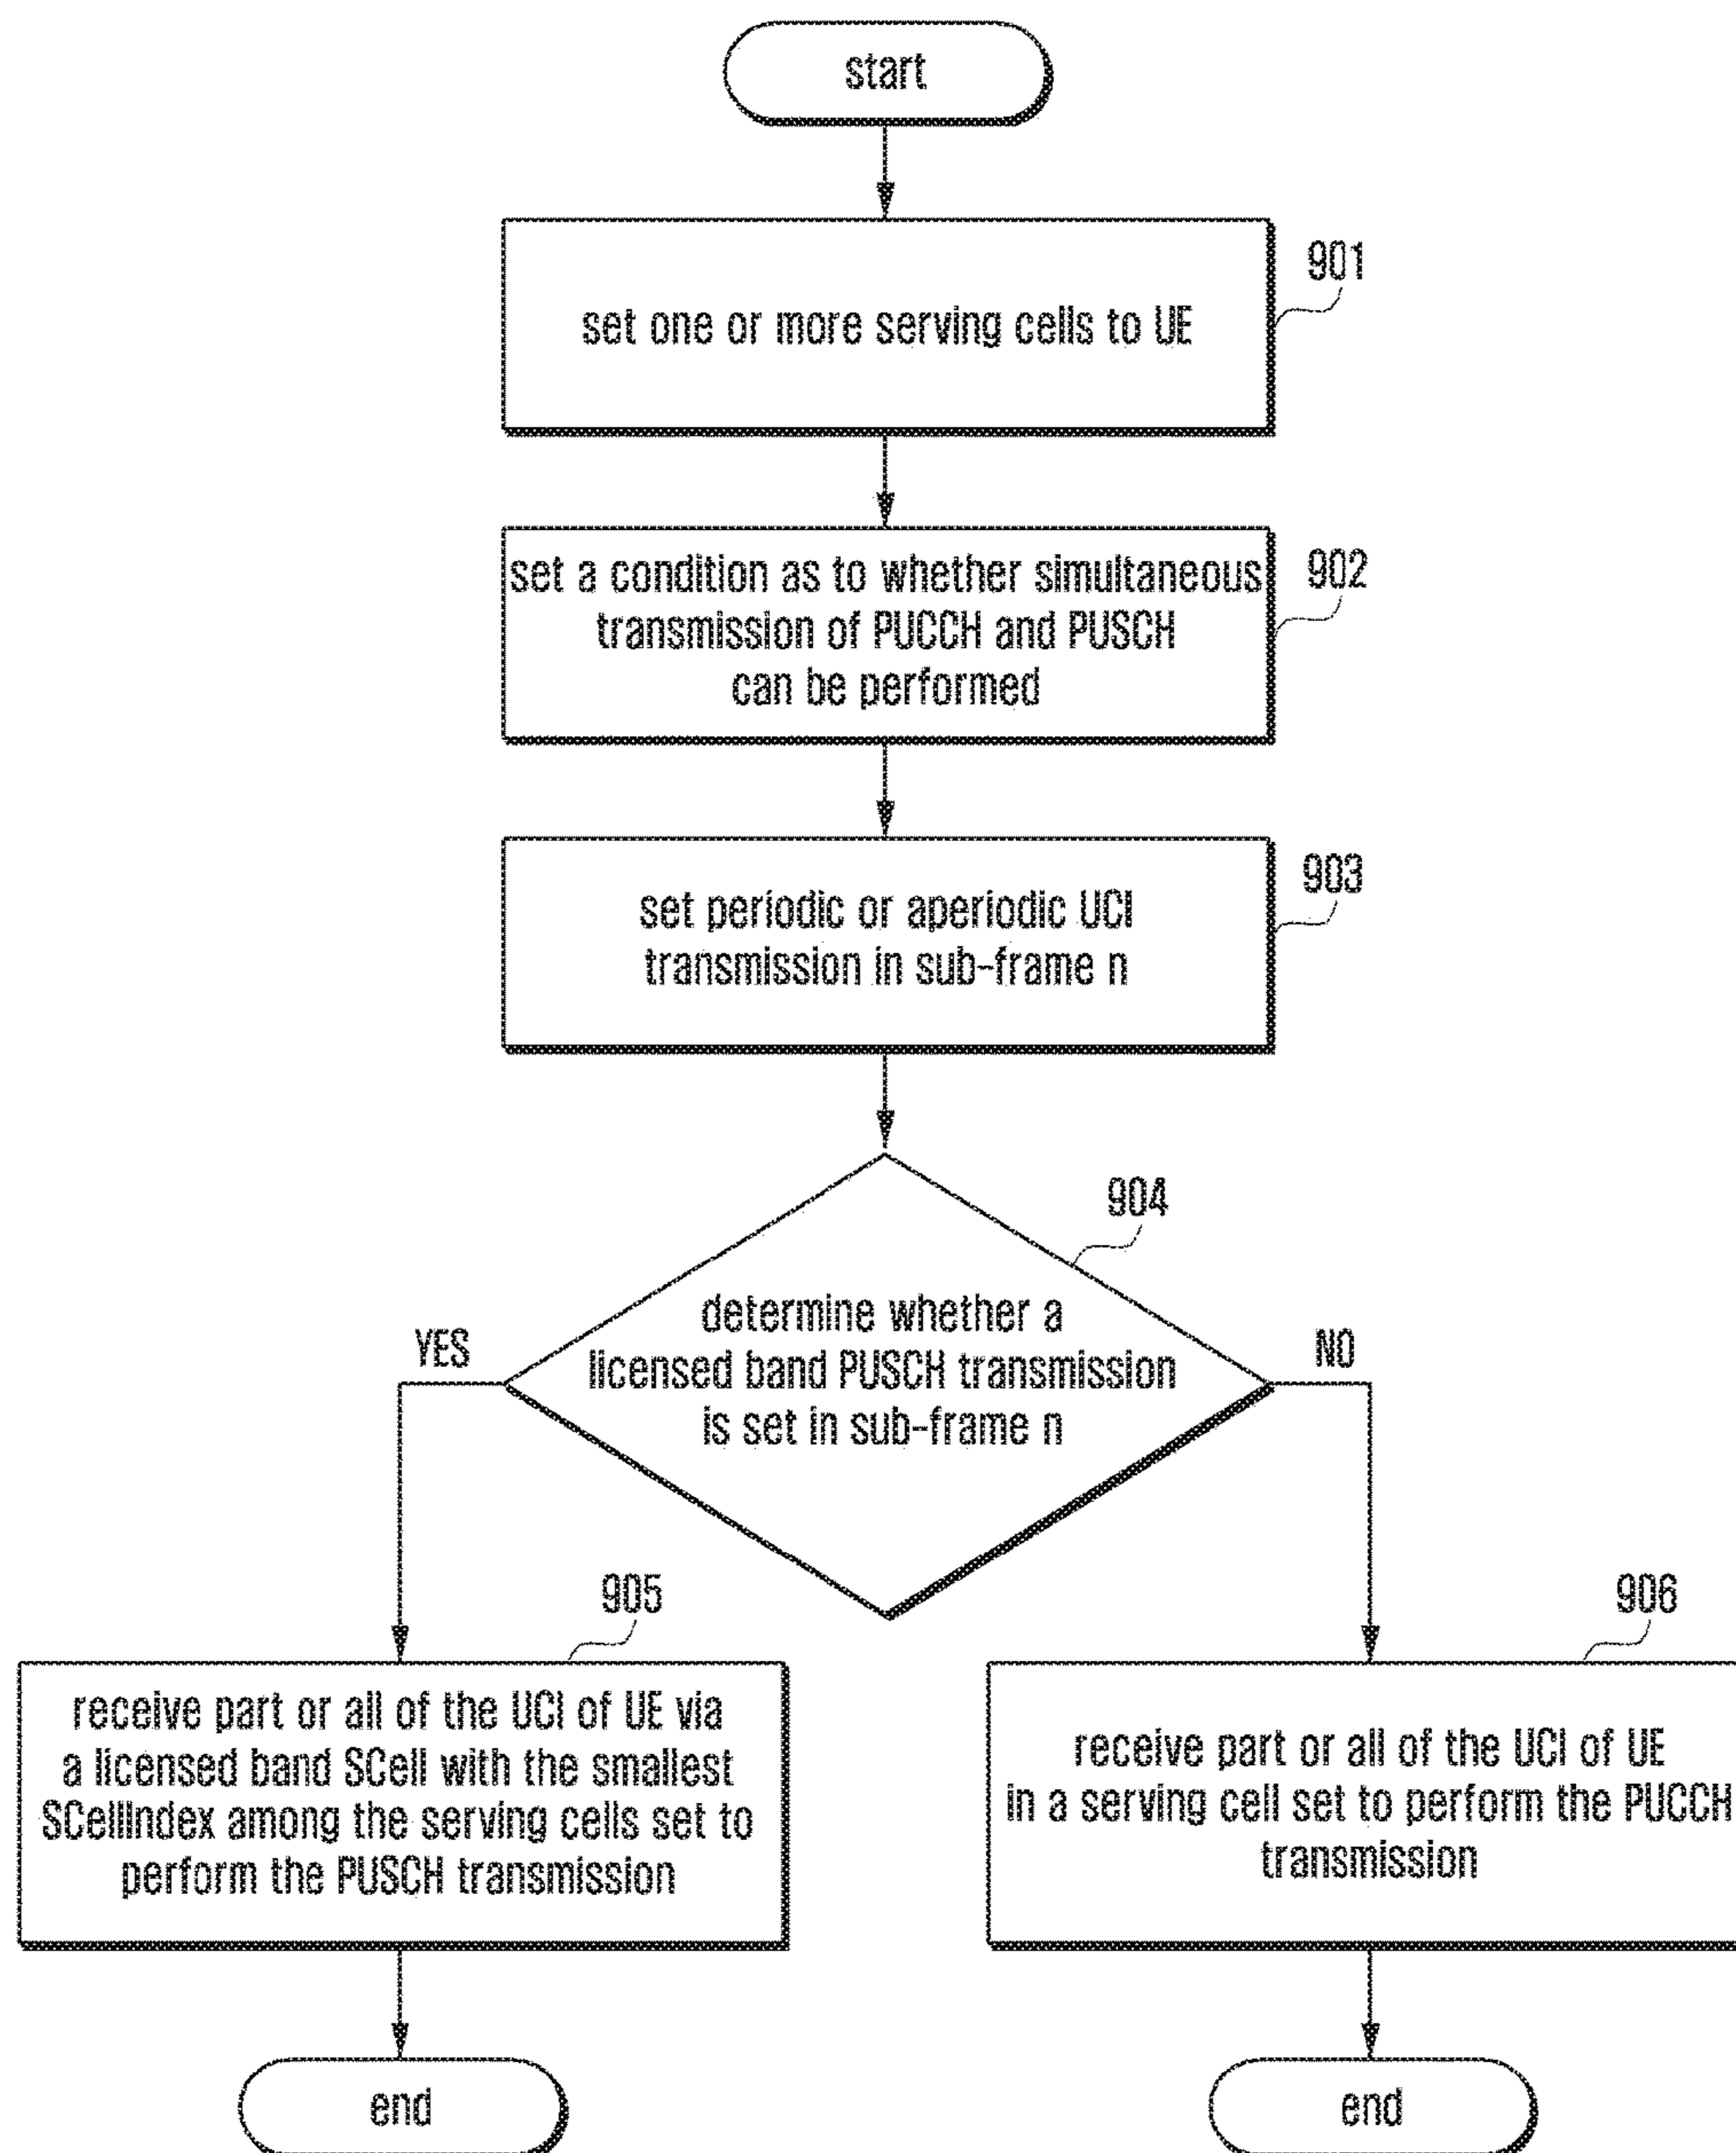 start
901
set one or more serving cells to UE
902
set a condition as to whether simultaneous
transmission of PUCCH and PUSCH
can be performed
903
set periodic or aperiodic UCI
transmission in sub-frame n
904
determine whether a
licensed band PUSCH transmission
is set in sub-frame n
YES
NO
905
receive part or all of the UCI of UE via
a licensed band SCell with the smallest
SCellIndex among the serving cells set to
perform the PUSCH transmission
906
receive part or all of the UCI of UE
in a serving cell set to perform the PUCCH
transmission
end
end